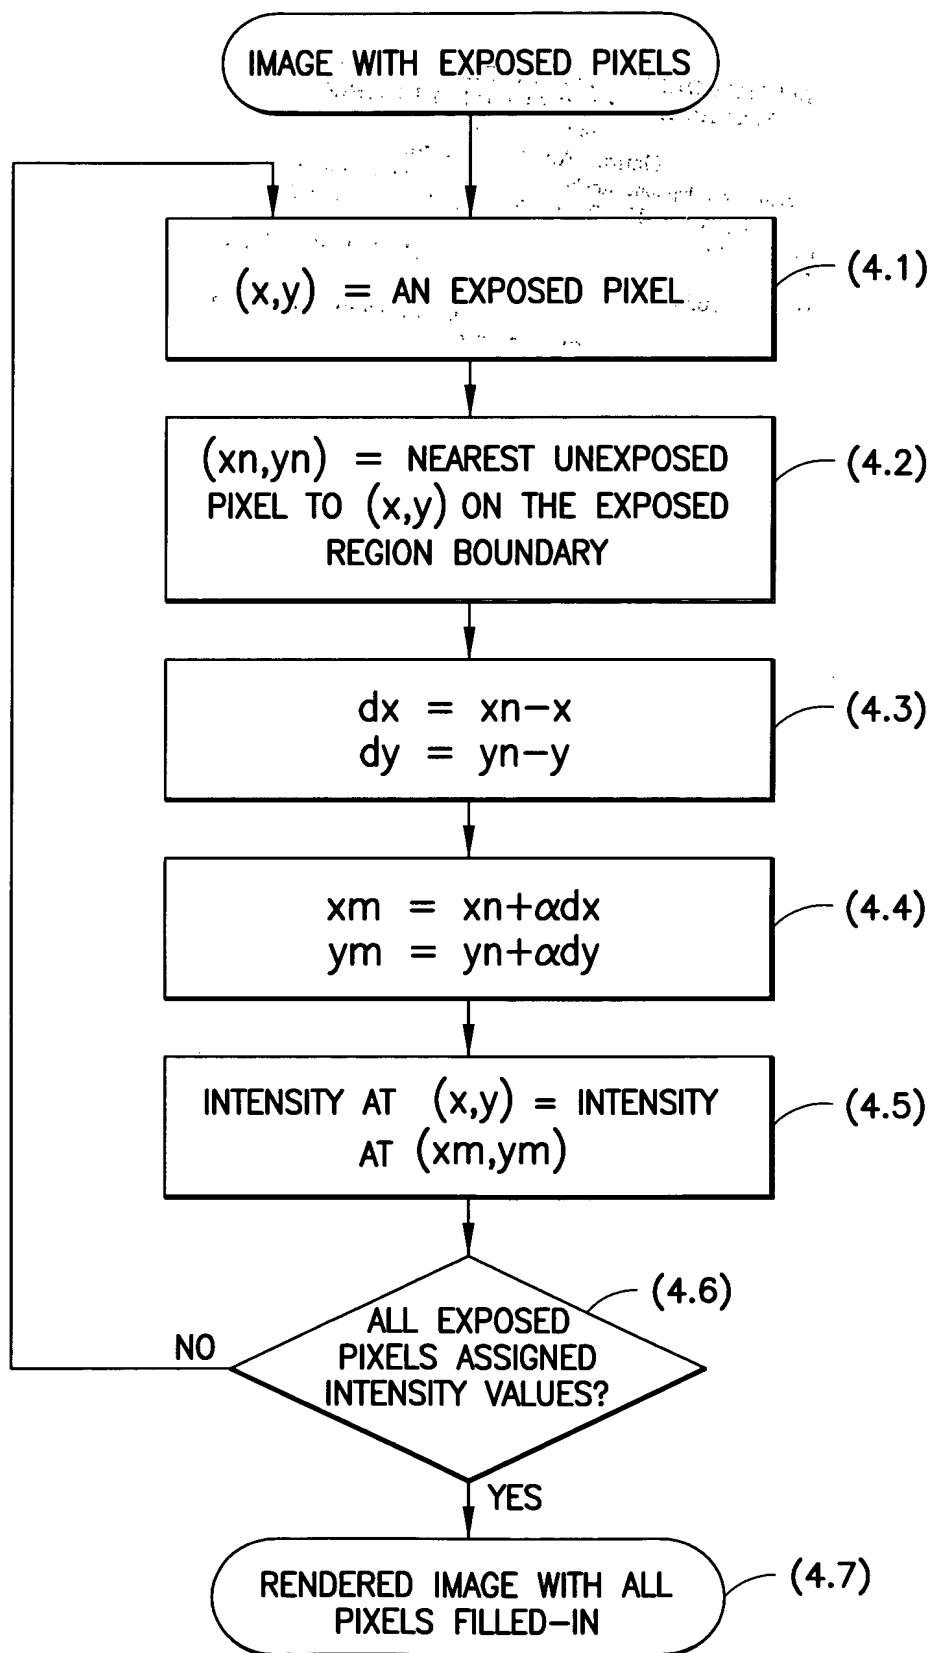 IMAGE WITH EXPOSED PIXELS
(x,y) = AN EXPOSED PIXEL
(4.1)
(xn,yn) = NEAREST UNEXPOSED
PIXEL TO (x,y) ON THE EXPOSED
REGION BOUNDARY
(4.2)
dx = xn-x
dy = yn-y
(4.3)
xm = xn+αdx
ym = yn+αdy
(4.4)
INTENSITY AT (x,y) = INTENSITY
AT (xm,ym)
(4.5)
ALL EXPOSED
PIXELS ASSIGNED
INTENSITY VALUES?
(4.6)
NO
YES
RENDERED IMAGE WITH ALL
PIXELS FILLED-IN
(4.7)